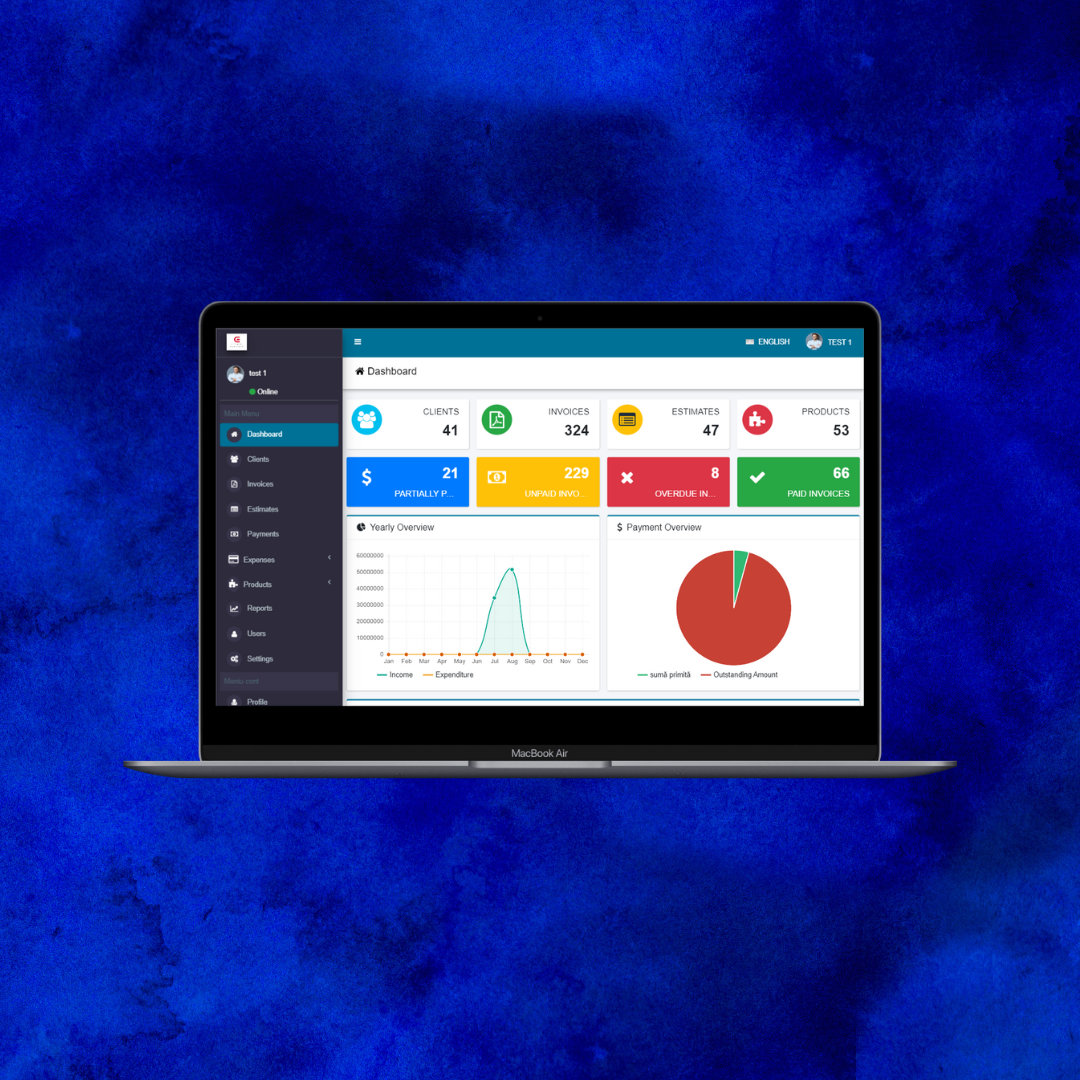 ENGLISH
TEST 1
test 1
Online
Main Menu
Dashboard
Clients
Invoices
Estimates
Payments
Expenses
Products
Reports
Users
Settings
Meniu cont
Profile
Dashboard
CLIENTS
41
INVOICES
324
ESTIMATES
47
PRODUCTS
53
21
PARTIALLY P...
229
UNPAID INVO...
8
OVERDUE IN...
66
PAID INVOICES
Yearly Overview
60000000
50000000
40000000
30000000
20000000
10000000
0
Jan Feb Mar Apr May Jun Jul Aug Sep Oct Nov Dec
Income Expenditure
$ Payment Overview
sumă primită Outstanding Amount
MacBook Air